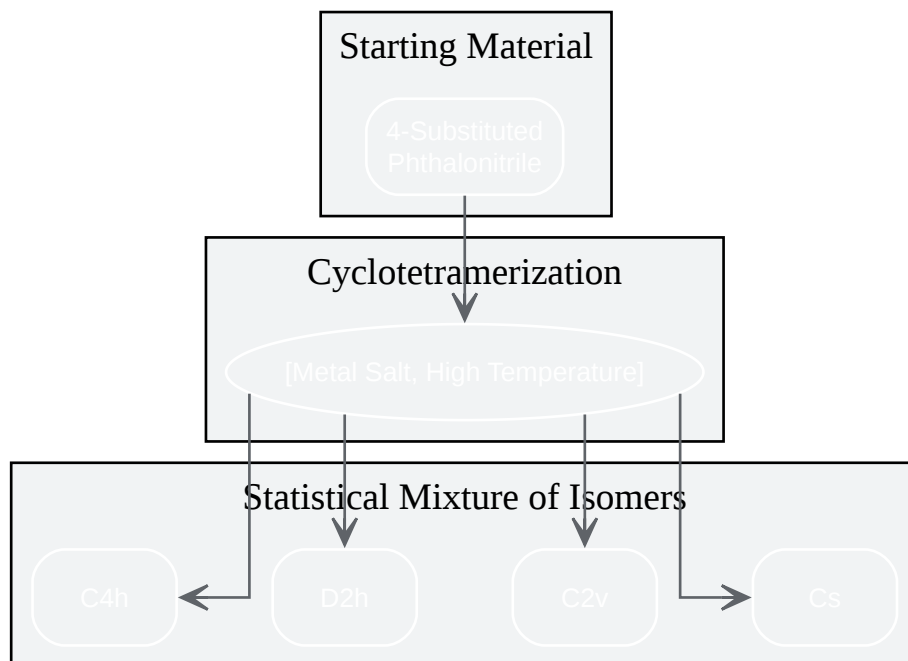 Starting Material
4-Substituted
Phthalonitrile
Cyclotetramerization
[Metal Salt, High Temperature]
Statistical Mixture of Isomers
C4h
D2h
C2v
Cs